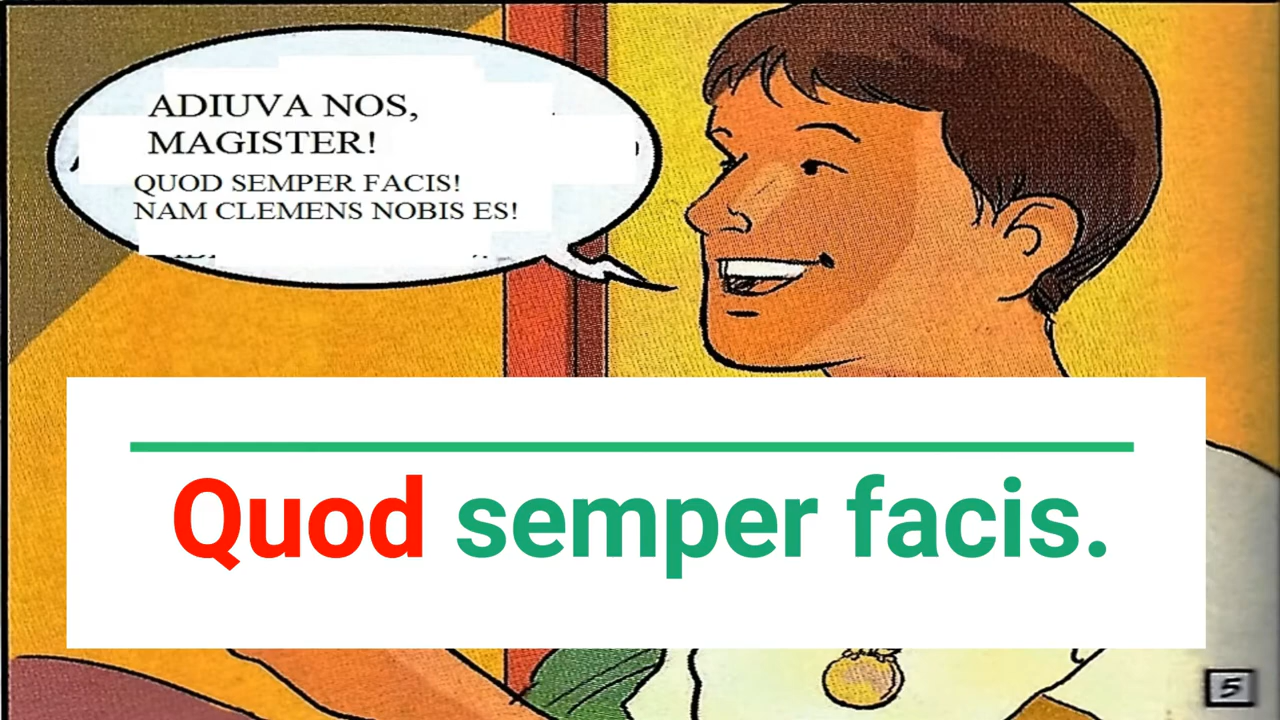 ADIUVA NOS,
MAGISTER!
QUOD SEMPER FACIS!
NAM CLEMENS NOBIS ES!
Quod semper facis.
5